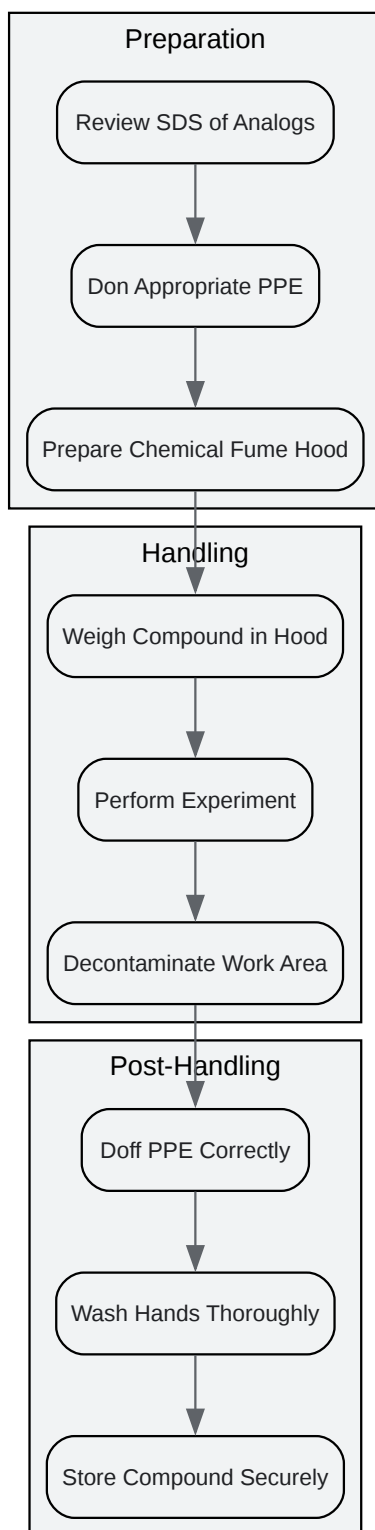 Preparation
Review SDS of Analogs
Don Appropriate PPE
Prepare Chemical Fume Hood
Handling
Weigh Compound in Hood
Perform Experiment
Decontaminate Work Area
Post-Handling
Doff PPE Correctly
Wash Hands Thoroughly
Store Compound Securely